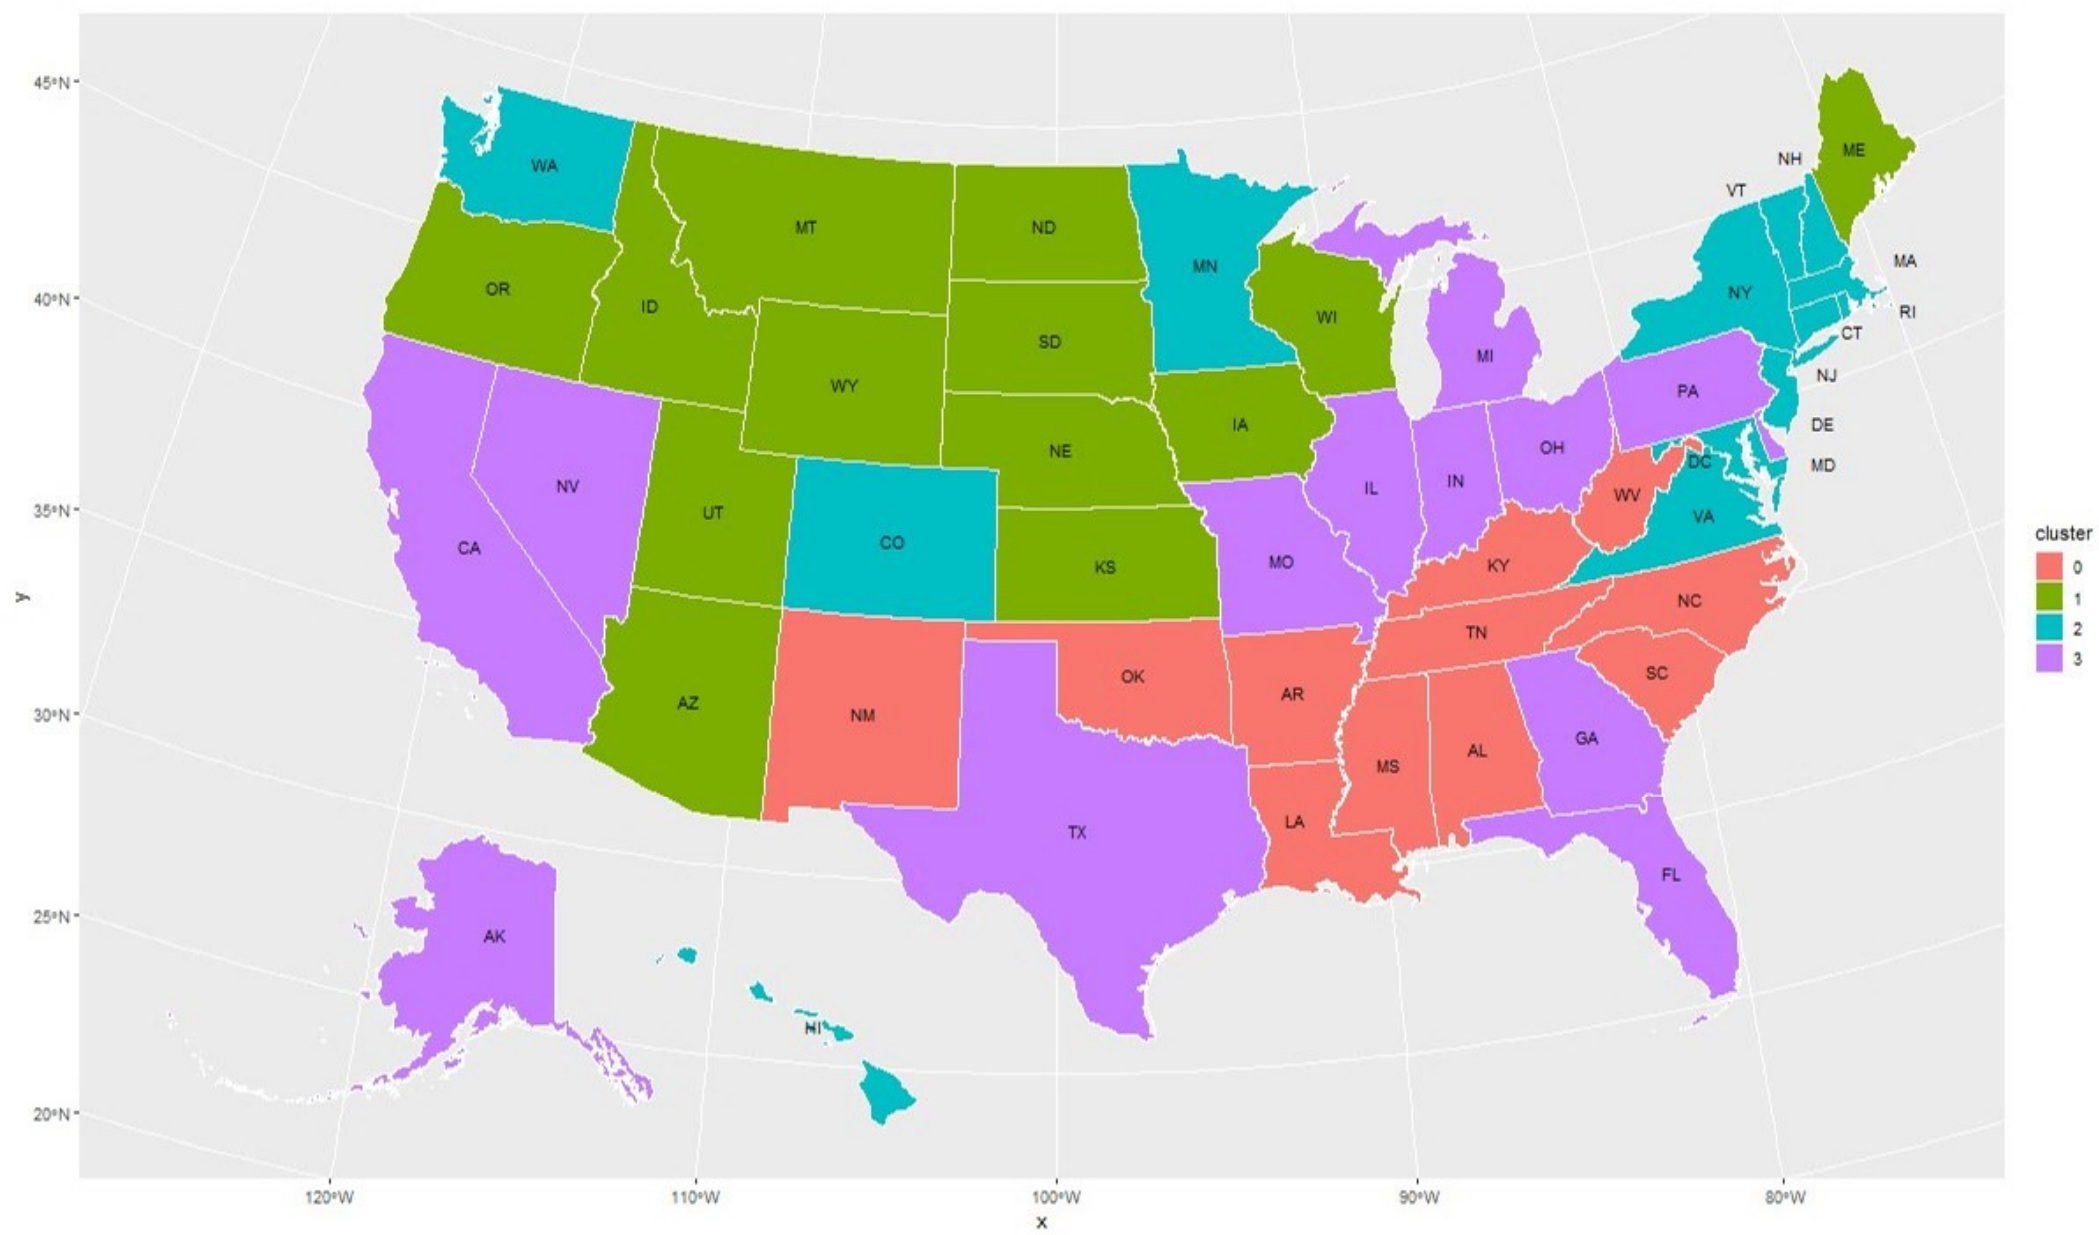 45°N
40°N
35°N
30°N
25°N
20°N
y
WA
OR
ID
MT
ND
SD
WY
NE
MN
WI
IA
MI
ME
NH
VT
NY
MA
RI
CT
NJ
PA
DE
MD
DC
OH
IN
IL
WV
VA
CA
NV
UT
CO
KS
MO
KY
TN
NC
SC
AZ
NM
OK
AR
TX
LA
MS
AL
GA
FL
AK
HI
120°W
110°W
100°W
90°W
80°W
x
cluster
0
1
2
3